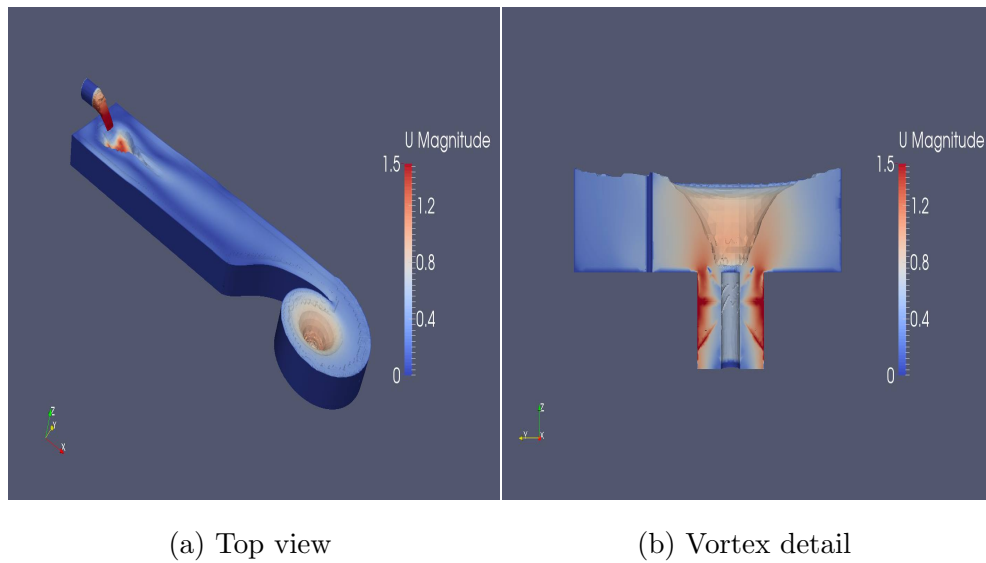 U Magnitude
1.5
1.2
0.8
0.4
0
Z
Y
X
U Magnitude
1.5
1.2
0.8
0.4
0
Z
Y
X
(a) Top view
(b) Vortex detail